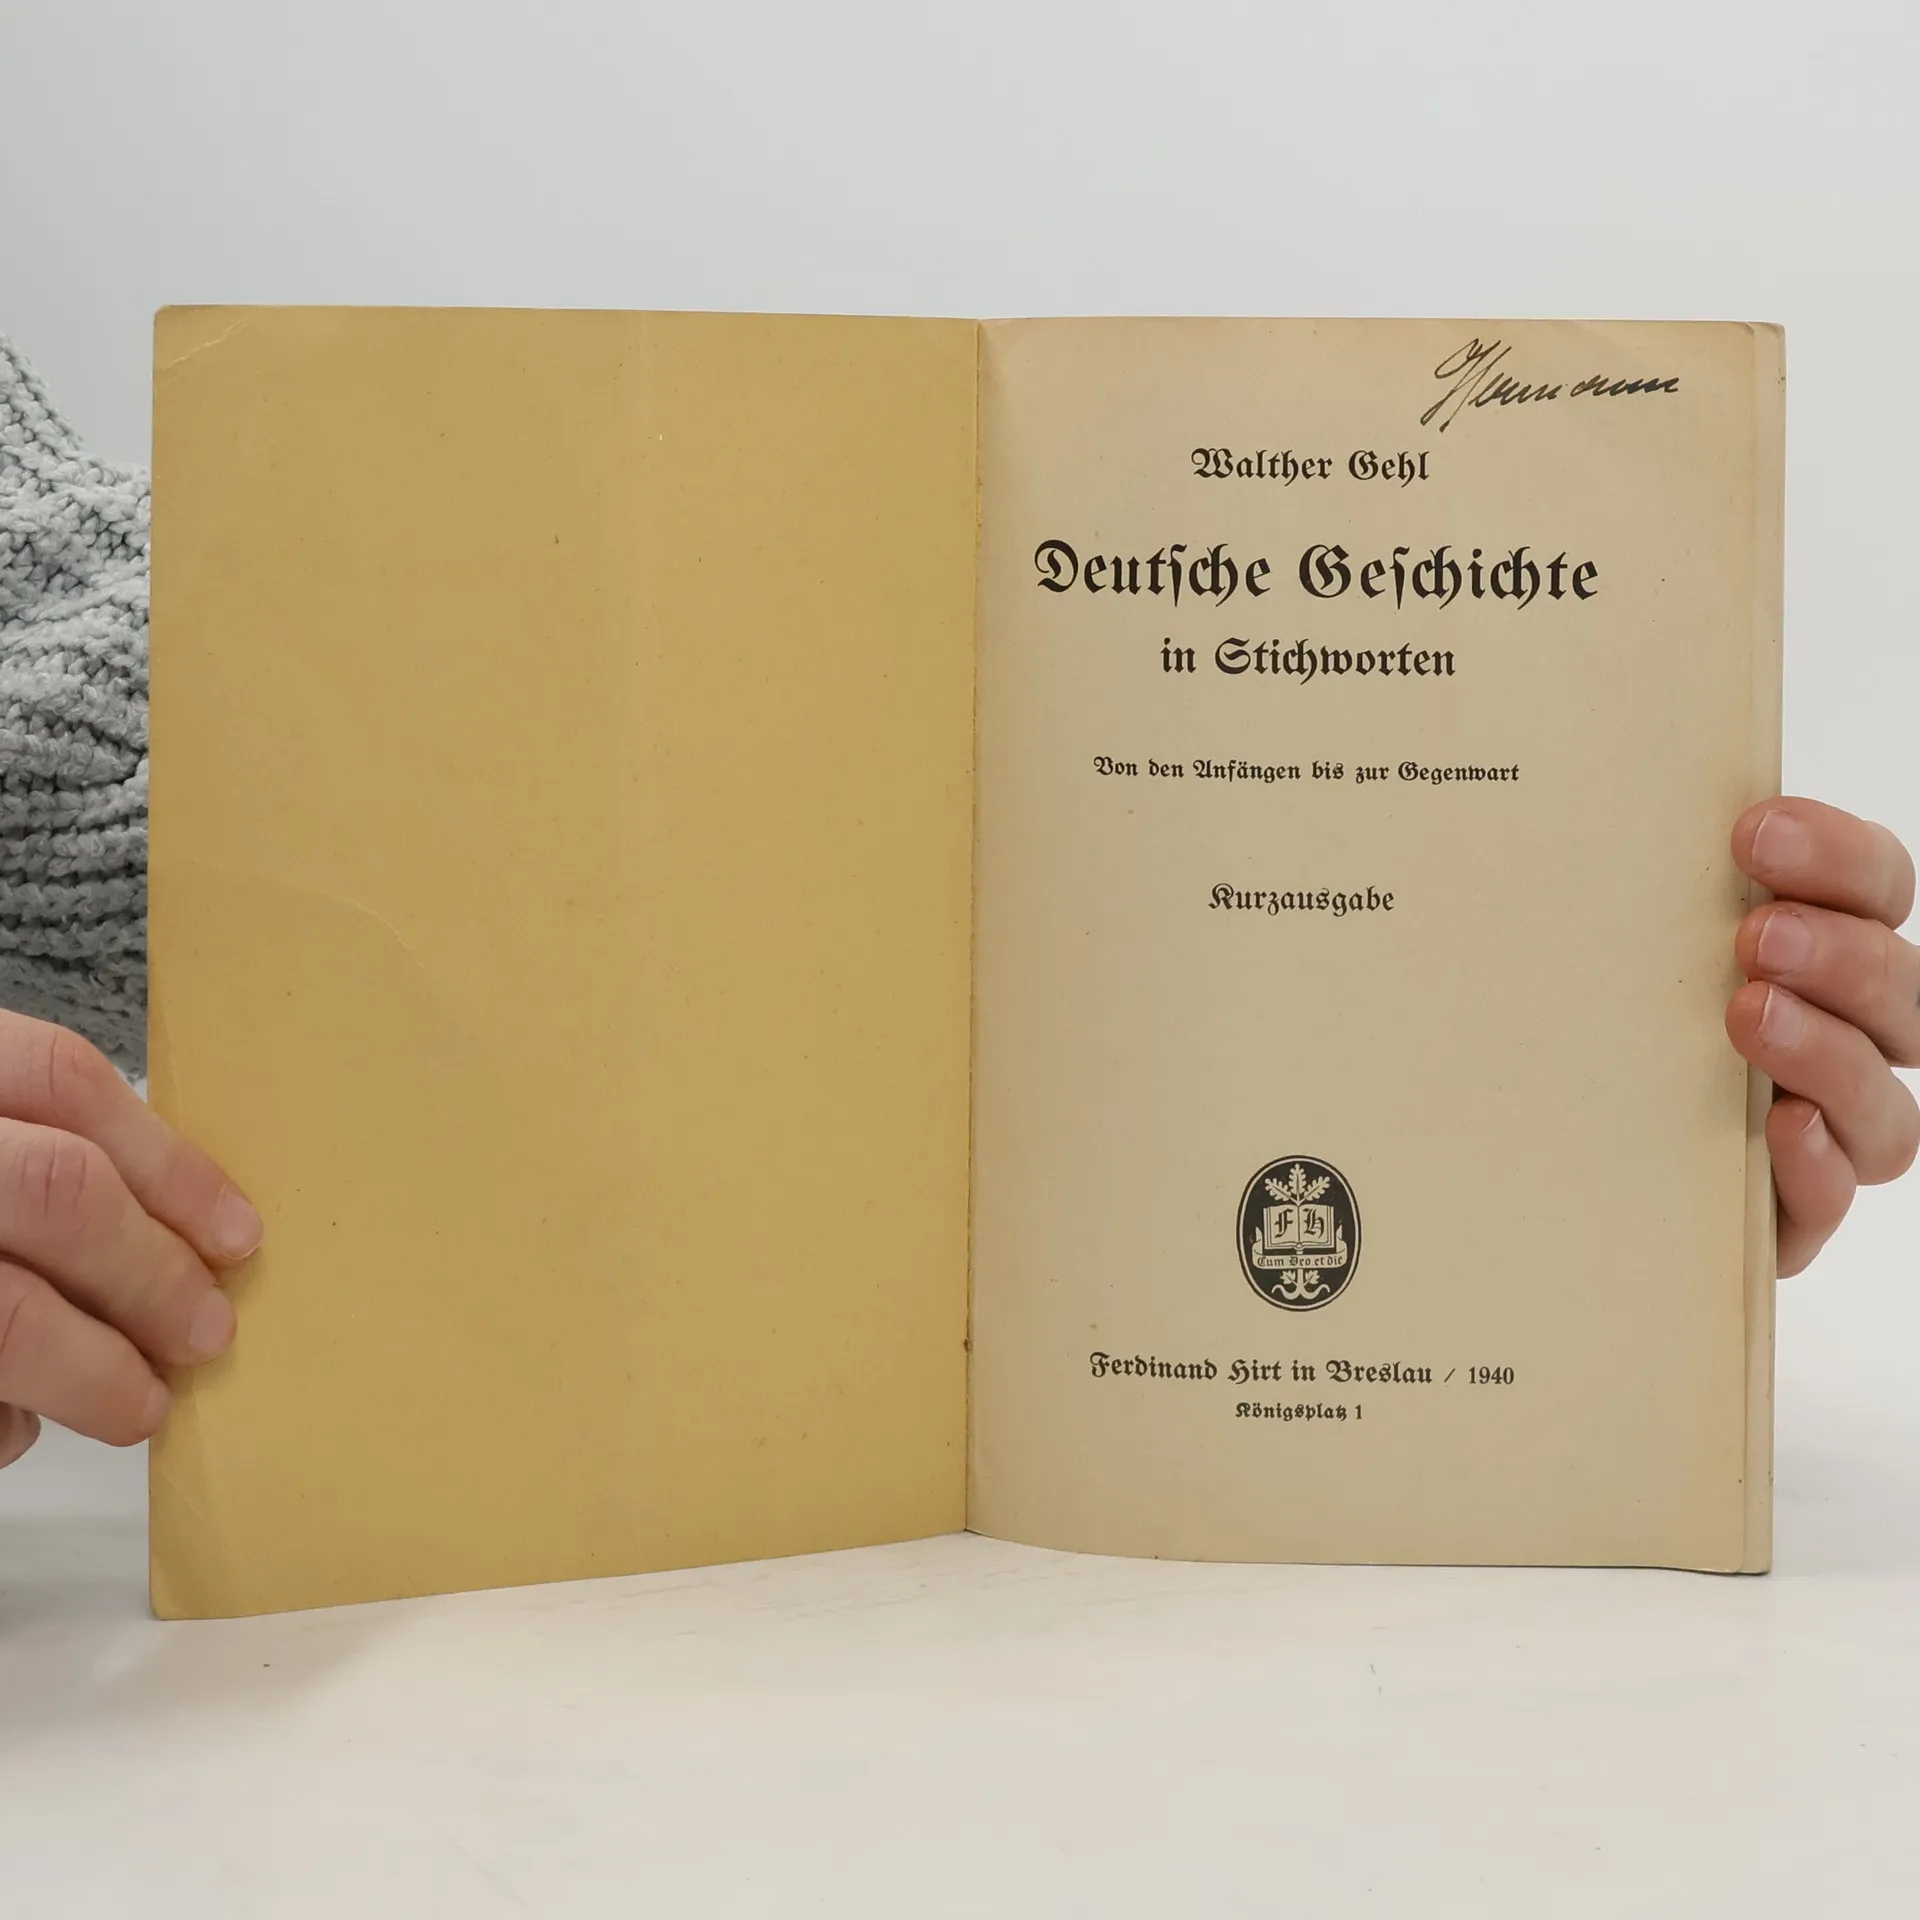 Hermann
Walther Gehl
Deutſche Geſchichte
in Stichworten
Von den Anfängen bis zur Gegenwart
Kurzausgabe
F H
Cum Deo et die
Ferdinand Hirt in Breslau / 1940
Königsplatz 1